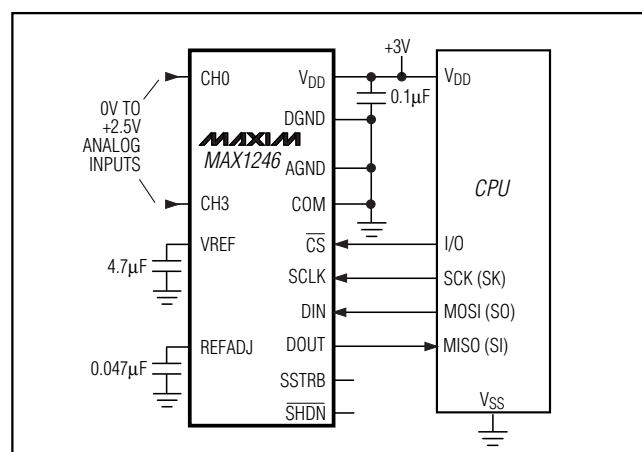 +3V
CH0
VDD
VDD
0.1μF
0V TO
+2.5V
ANALOG
INPUTS
DGND
MAXIM
MAX1246
AGND
CPU
CH3
COM
VREF
CS
I/O
4.7μF
SCLK
SCK (SK)
DIN
MOSI (SO)
REFADJ
DOUT
MISO (SI)
0.047μF
SSTRB
SHDN
VSS